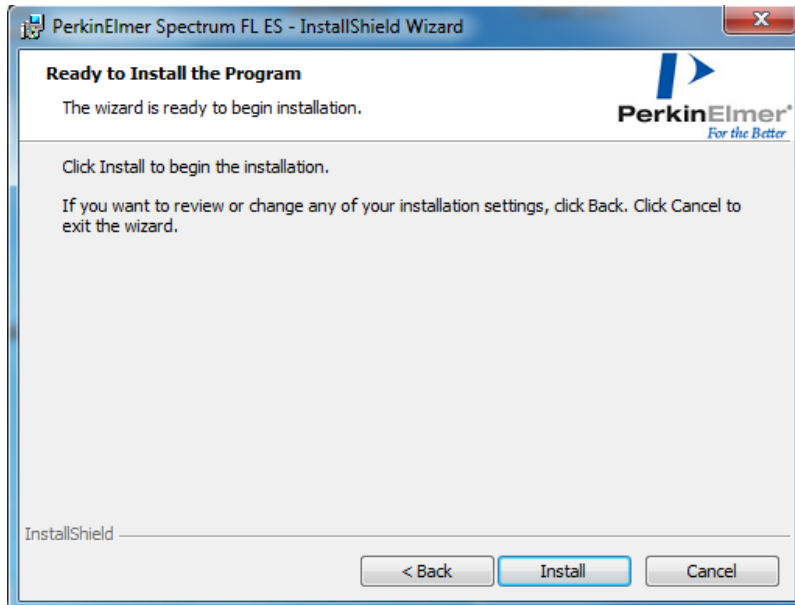 PerkinElmer Spectrum FL ES - InstallShield Wizard
Ready to Install the Program
The wizard is ready to begin installation.
PerkinElmer
For the Better
Click Install to begin the installation.
If you want to review or change any of your installation settings, click Back. Click Cancel to
exit the wizard.
InstallShield
< Back
Install
Cancel